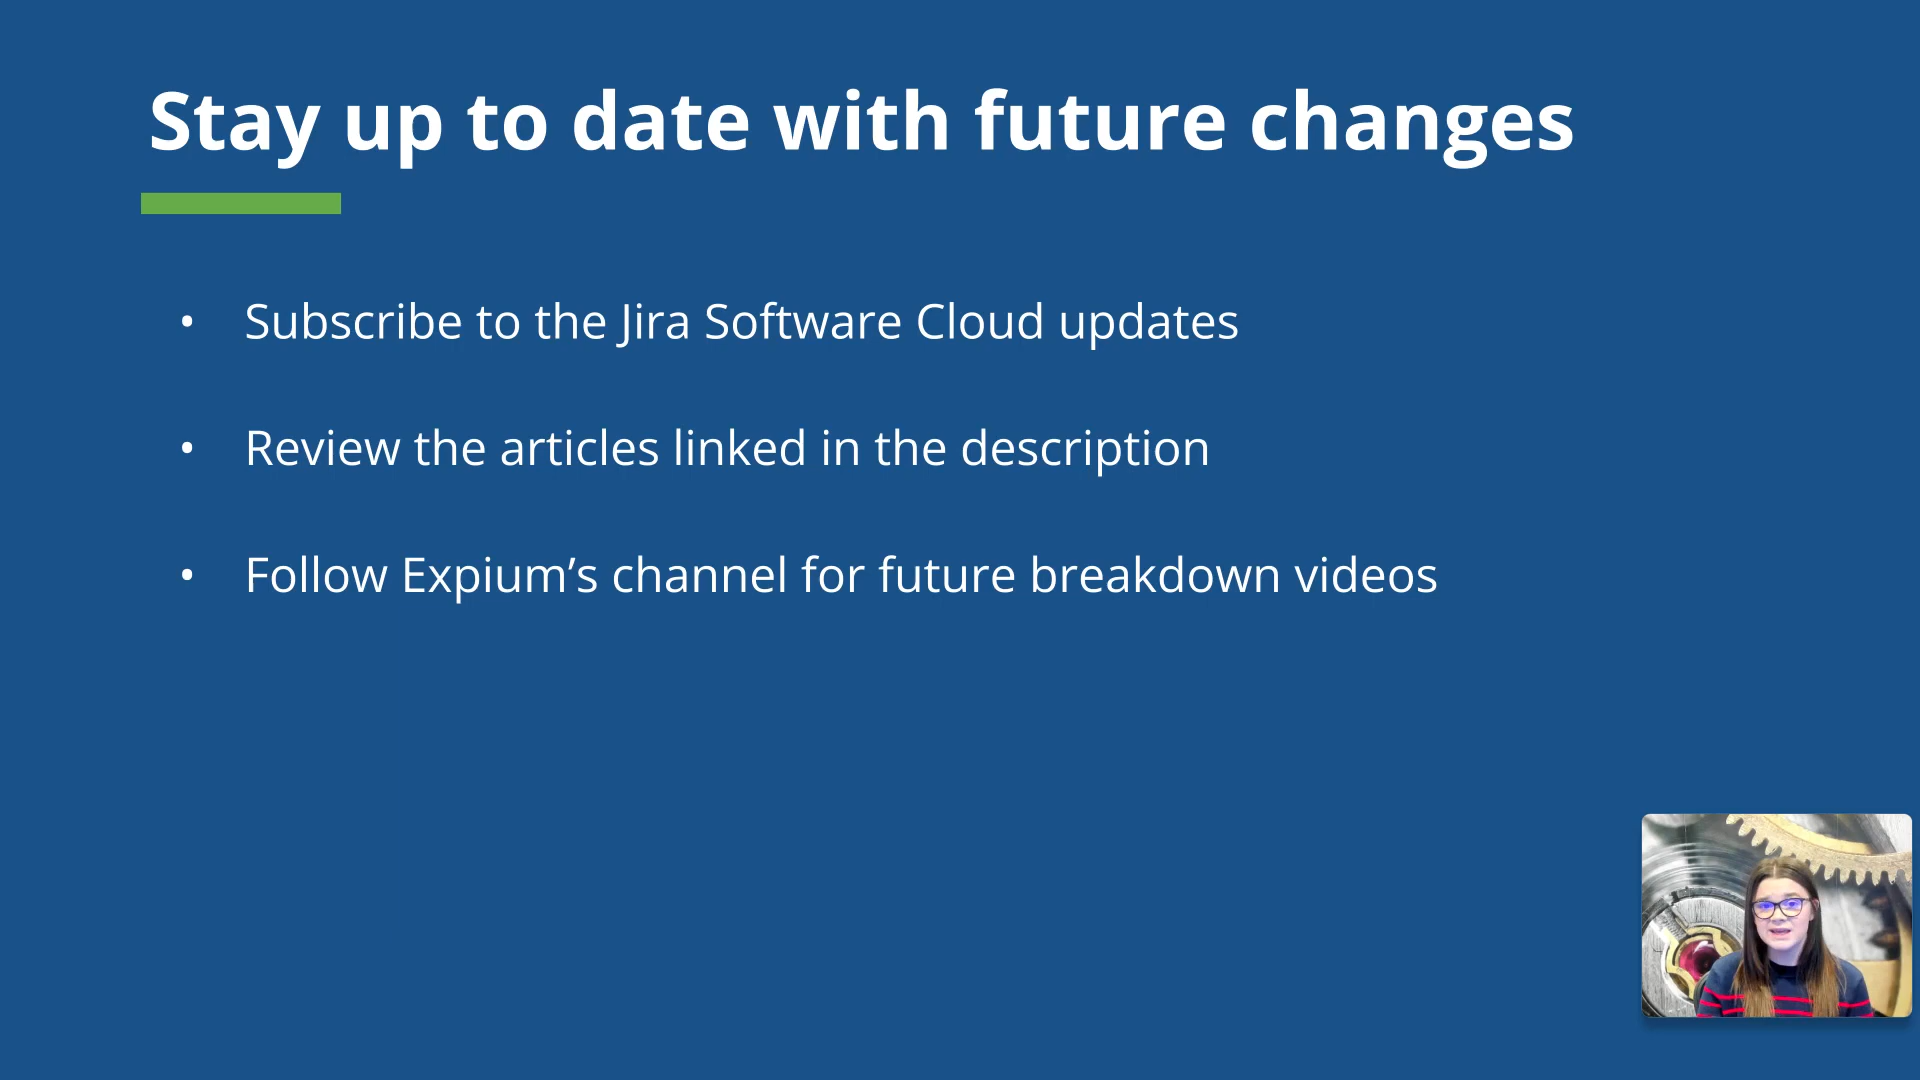 Stay up to date with future changes
• Subscribe to the Jira Software Cloud updates
• Review the articles linked in the description
• Follow Expium’s channel for future breakdown videos